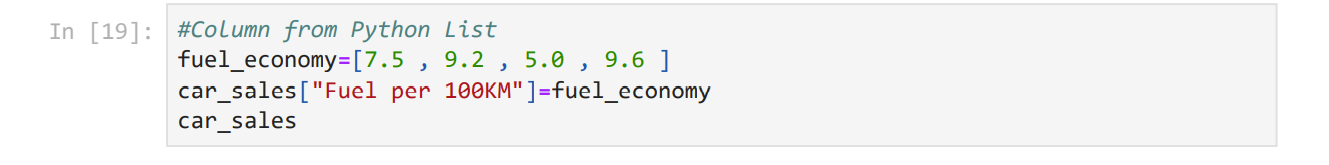 In [19]: #Column from Python List
fuel_economy=[7.5 , 9.2 , 5.0 , 9.6 ]
car_sales["Fuel per 100KM"]=fuel_economy
car_sales